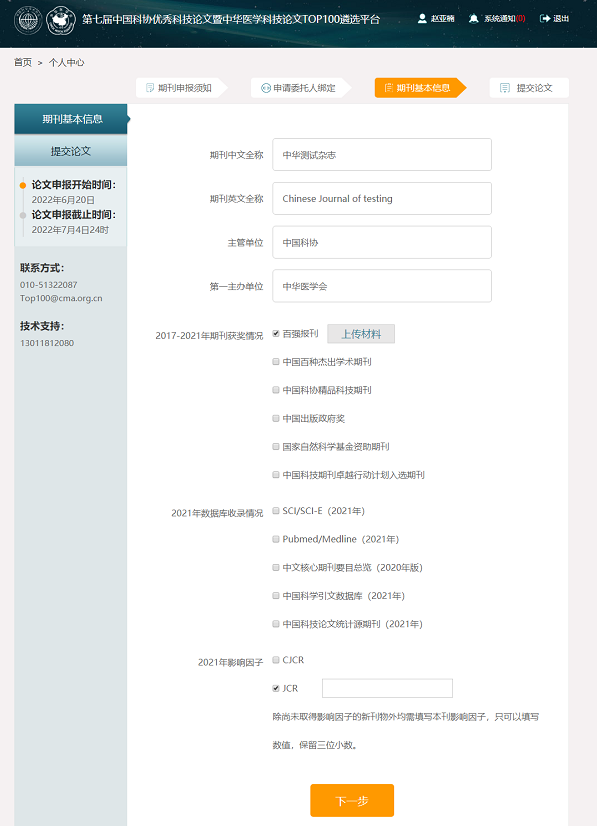 第七届中国科协优秀科技论文暨中华医学科技论文TOP100遴选平台
赵亚楠 系统通知(0) 退出
首页 > 个人中心
期刊申报须知 申请委托人绑定 期刊基本信息 提交论文
期刊基本信息
提交论文
论文申报开始时间：
2022年6月20日
论文申报截止时间：
2022年7月4日24时
联系方式：
010-51322087
Top100@cma.org.cn
技术支持：
13011812080
期刊中文全称 中华测试杂志
期刊英文全称 Chinese Journal of testing
主管单位 中国科协
第一主办单位 中华医学会
2017-2021年期刊获奖情况 百强报刊 上传材料
中国百种杰出学术期刊
中国科协精品科技期刊
中国出版政府奖
国家自然科学基金资助期刊
中国科技期刊卓越行动计划入选期刊
2021年数据库收录情况 SCI/SCI-E（2021年）
Pubmed/Medline（2021年）
中文核心期刊要目总览（2020年版）
中国科学引文数据库（2021年）
中国科技论文统计源期刊（2021年）
2021年影响因子 CJCR
JCR
除尚未取得影响因子的新刊物外均需填写本刊影响因子，只可以填写
数值，保留三位小数。
下一步